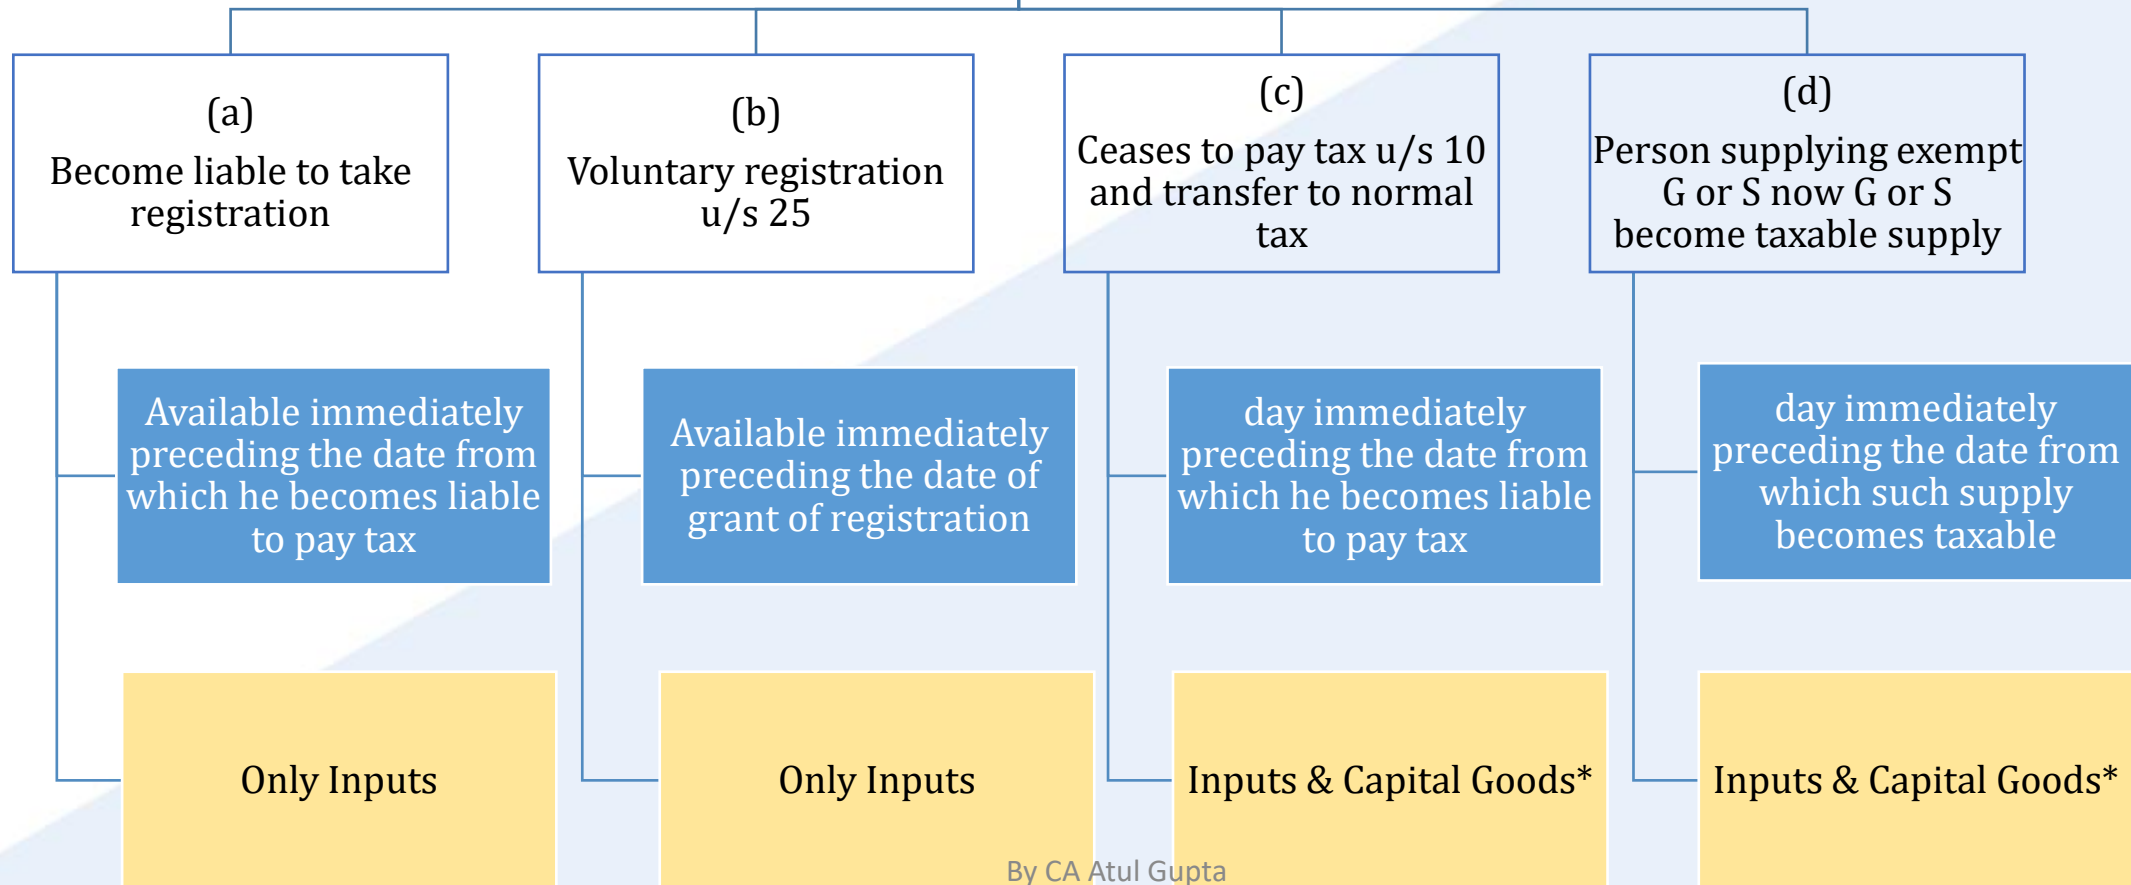 (a)
Become liable to take
registration
(b)
Voluntary registration
u/s 25
(c)
Ceases to pay tax u/s 10
and transfer to normal
tax
(d)
Person supplying exempt
G or S now G or S
become taxable supply
Available immediately
preceding the date from
which he becomes liable
to pay tax
Available immediately
preceding the date of
grant of registration
day immediately
preceding the date from
which he becomes liable
to pay tax
day immediately
preceding the date from
which such supply
becomes taxable
Only Inputs
Only Inputs
Inputs & Capital Goods*
Inputs & Capital Goods*
By CA Atul Gupta